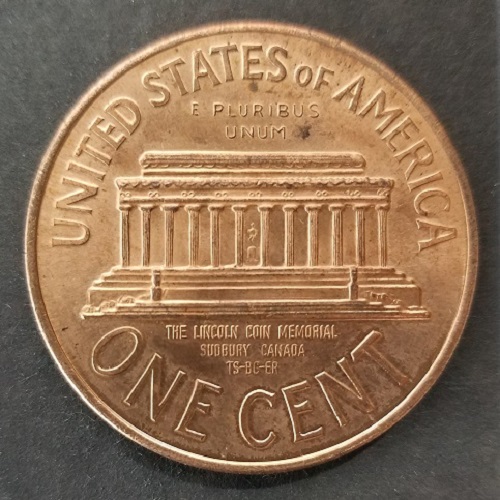 UNITED STATES OF AMERICA
E PLURIBUS
UNUM
THE LINCOLN COIN MEMORIAL
SUDBURY CANADA
TS-BC-ER
ONE CENT